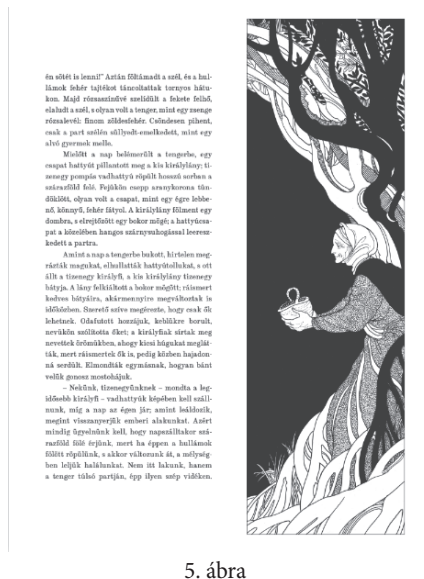 én sötét is lenni!" Aztán föltámadt a szél, és a hul-
lámok fehér tajtékot táncoltattak tornyos hátu-
kon. Majd rózsaszínűvé szelídült a fekete felhő,
elaludt a szél, s olyan volt a tenger, mint egy zsenge
rózsalevél: finom zöldesfehér. Csöndesen pihent,
csak a part szélén süllyedt-emelkedett, mint egy
alvó gyermek melle.
Mielőtt a nap belemerült a tengerbe, egy
csapat hattyút pillantott meg a kis királylány; ti-
zenegy pompás vadhattyú röpült hosszú sorban a
szárazföld felé. Fejükön csepp aranykorona tün-
döklött, olyan volt a csapat, mint egy égre lebbe-
nő, könnyű, fehér fátyol. A királylány fölment egy
dombra, s elrejtőzött egy bokor mögé; a hattyúcsa-
pat a közelében hangos szárnysuhogással leeresz-
kedett a partra.
Amint a nap a tengerbe bukott, hirtelen meg-
rázták magukat, elhullatták hattyútollukat, s ott
állt a tizenegy királyfi, a kis királylány tizenegy
bátyja. A lány felkiáltott a bokor mögött; ráismert
kedves bátyáira, akármennyire megváltoztak is
időközben. Szerető szíve megérezte, hogy csak ők
lehetnek. Odafutott hozzájuk, keblükre borult,
nevükön szólította őket; a királyfiak sírtak meg
nevettek örömükben, ahogy kicsi húgukat meglát-
ták, mert ráismertek ők is, pedig közben hajadon-
ná serdült. Elmondták egymásnak, hogyan bánt
velük gonosz mostohájuk.
– Nekünk, tizenegyünknek – mondta a leg-
idősebb királyfi – vadhattyúk képében kell száll-
nunk, míg a nap az égen jár; amint leáldozik,
megint visszanyerjük emberi alakunkat. Azért
mindig ügyelnünk kell, hogy napszálltakor szá-
razföld fölé érjünk, mert ha éppen a hullámok
fölött röpülünk, s akkor változunk át, a mélység-
ben leljük halálunkat. Nem itt lakunk, hanem
a tenger túlsó partján, épp ilyen szép vidéken.
5. ábra